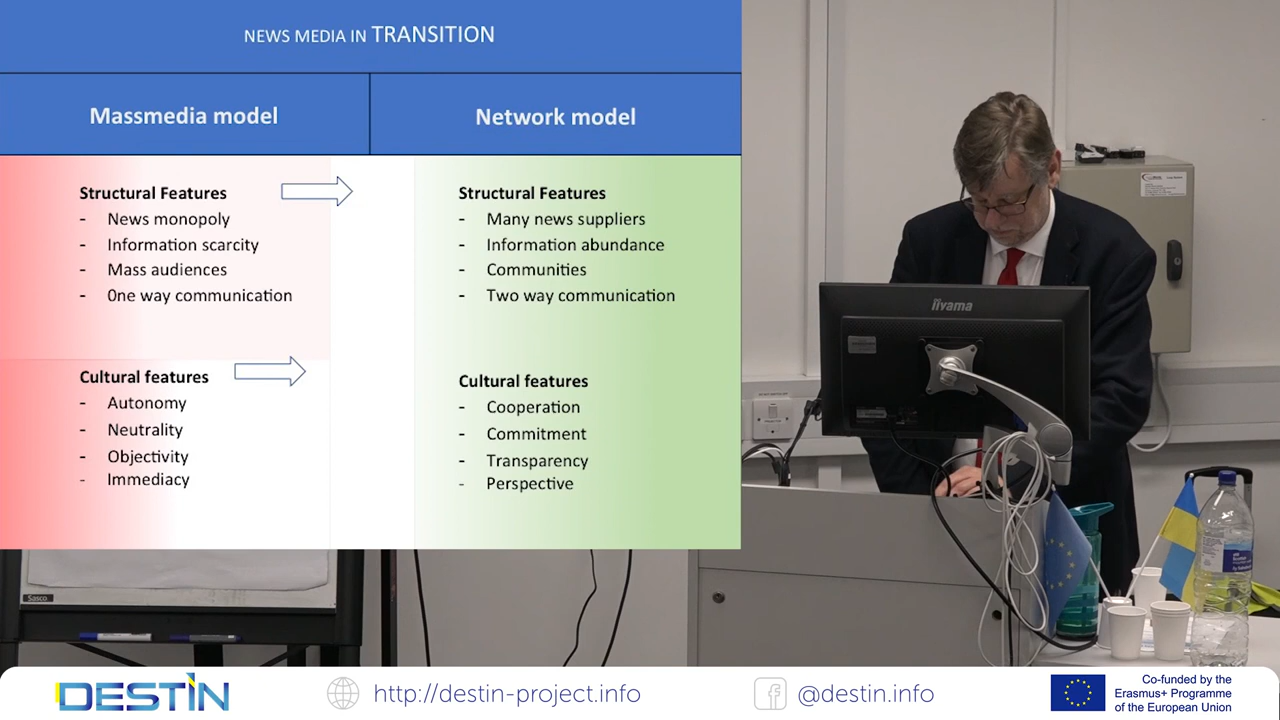 NEWS MEDIA IN TRANSITION
Massmedia model
Network model
Structural Features
- News monopoly
- Information scarcity
- Mass audiences
- 0ne way communication
Cultural features
- Autonomy
- Neutrality
- Objectivity
- Immediacy
Structural Features
- Many news suppliers
- Information abundance
- Communities
- Two way communication
Cultural features
- Cooperation
- Commitment
- Transparency
- Perspective
iiyama
Sasco
DESTIN
http://destin-project.info
@destin.info
Co-funded by the
Erasmus+ Programme
of the European Union